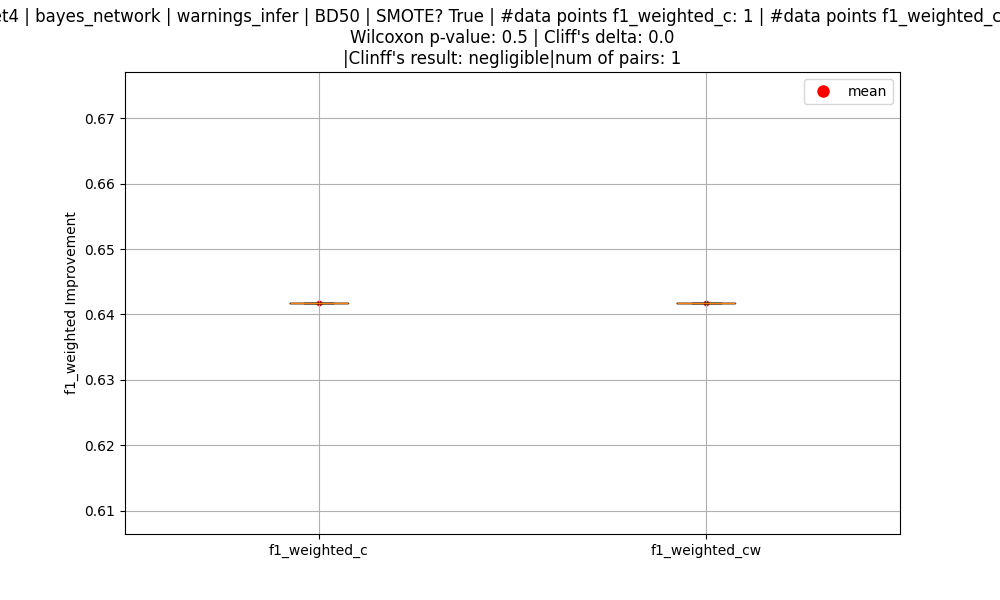 | bayes_network | warnings_infer | BD50 | SMOTE? True | #data points f1_weighted_c: 1 | #data points
Wilcoxon p-value: 0.5 | Cliff's delta: 0.0
|Clinff's result: negligible|num of pairs: 1
mean
0.67
0.66
0.65
0.64
0.63
0.62
0.61
f1_weighted Improvement
f1_weighted_c
f1_weighted_cw